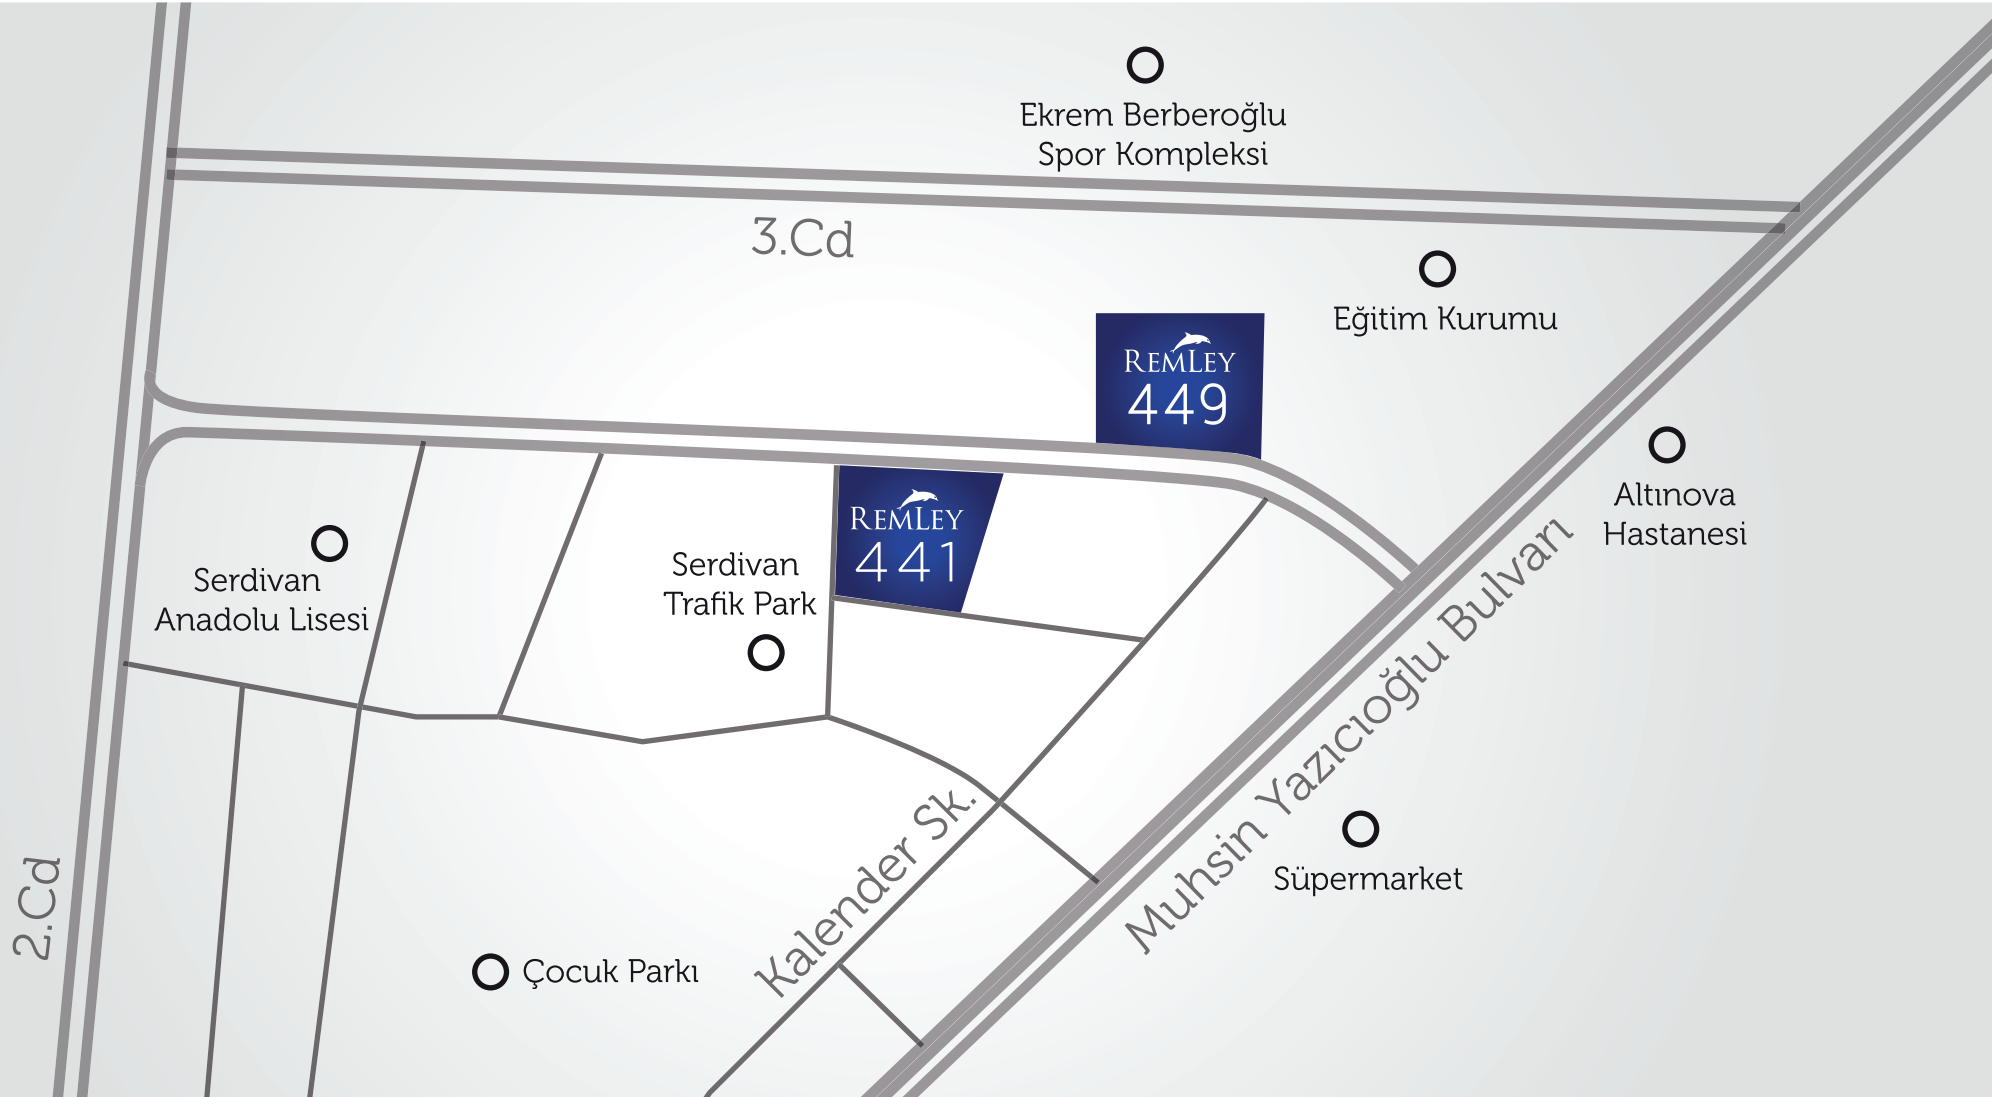 Ekrem Berberoğlu
Spor Kompleksi
3.Cd
Eğitim Kurumu
REMLEY
449
Altınova
Hastanesi
REMLEY
441
Serdivan
Anadolu Lisesi
Serdivan
Trafik Park
Muhsin Yazıcıoğlu Bulvarı
Kalender Sk.
Süpermarket
2.Cd
Çocuk Parkı